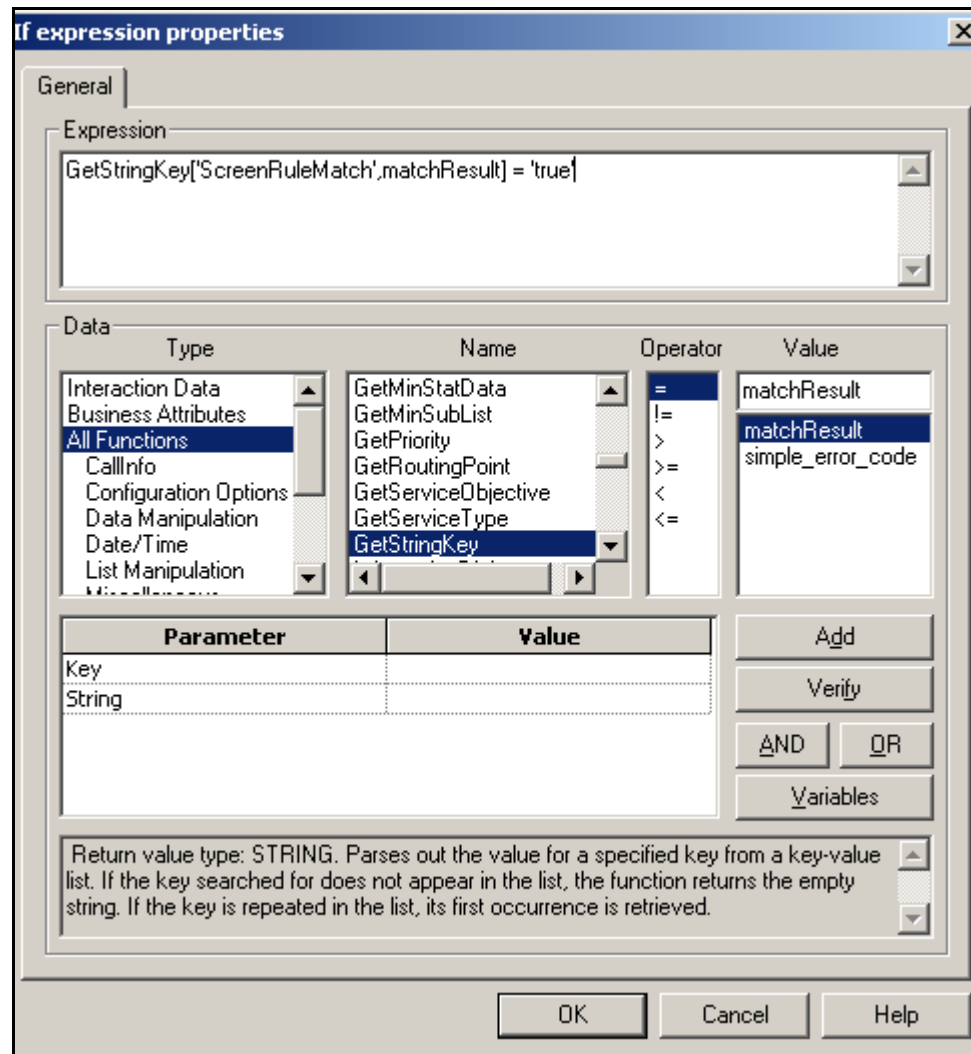 If expression properties
General
Expression
GetStringKey['ScreenRuleMatch',matchResult] = 'true'
Data
Type Name Operator Value
Interaction Data GetMinStatData = matchResult
Business Attributes GetMinSubList != matchResult
All Functions GetPriority > simple_error_code
CallInfo GetRoutingPoint >=
Configuration Options GetServiceObjective <
Data Manipulation GetServiceType <=
Date/Time GetStringKey
List Manipulation
Parameter Value
Key
String
Add
Verify
AND OR
Variables
Return value type: STRING. Parses out the value for a specified key from a key-value
list. If the key searched for does not appear in the list, the function returns the empty
string. If the key is repeated in the list, its first occurrence is retrieved.
OK Cancel Help